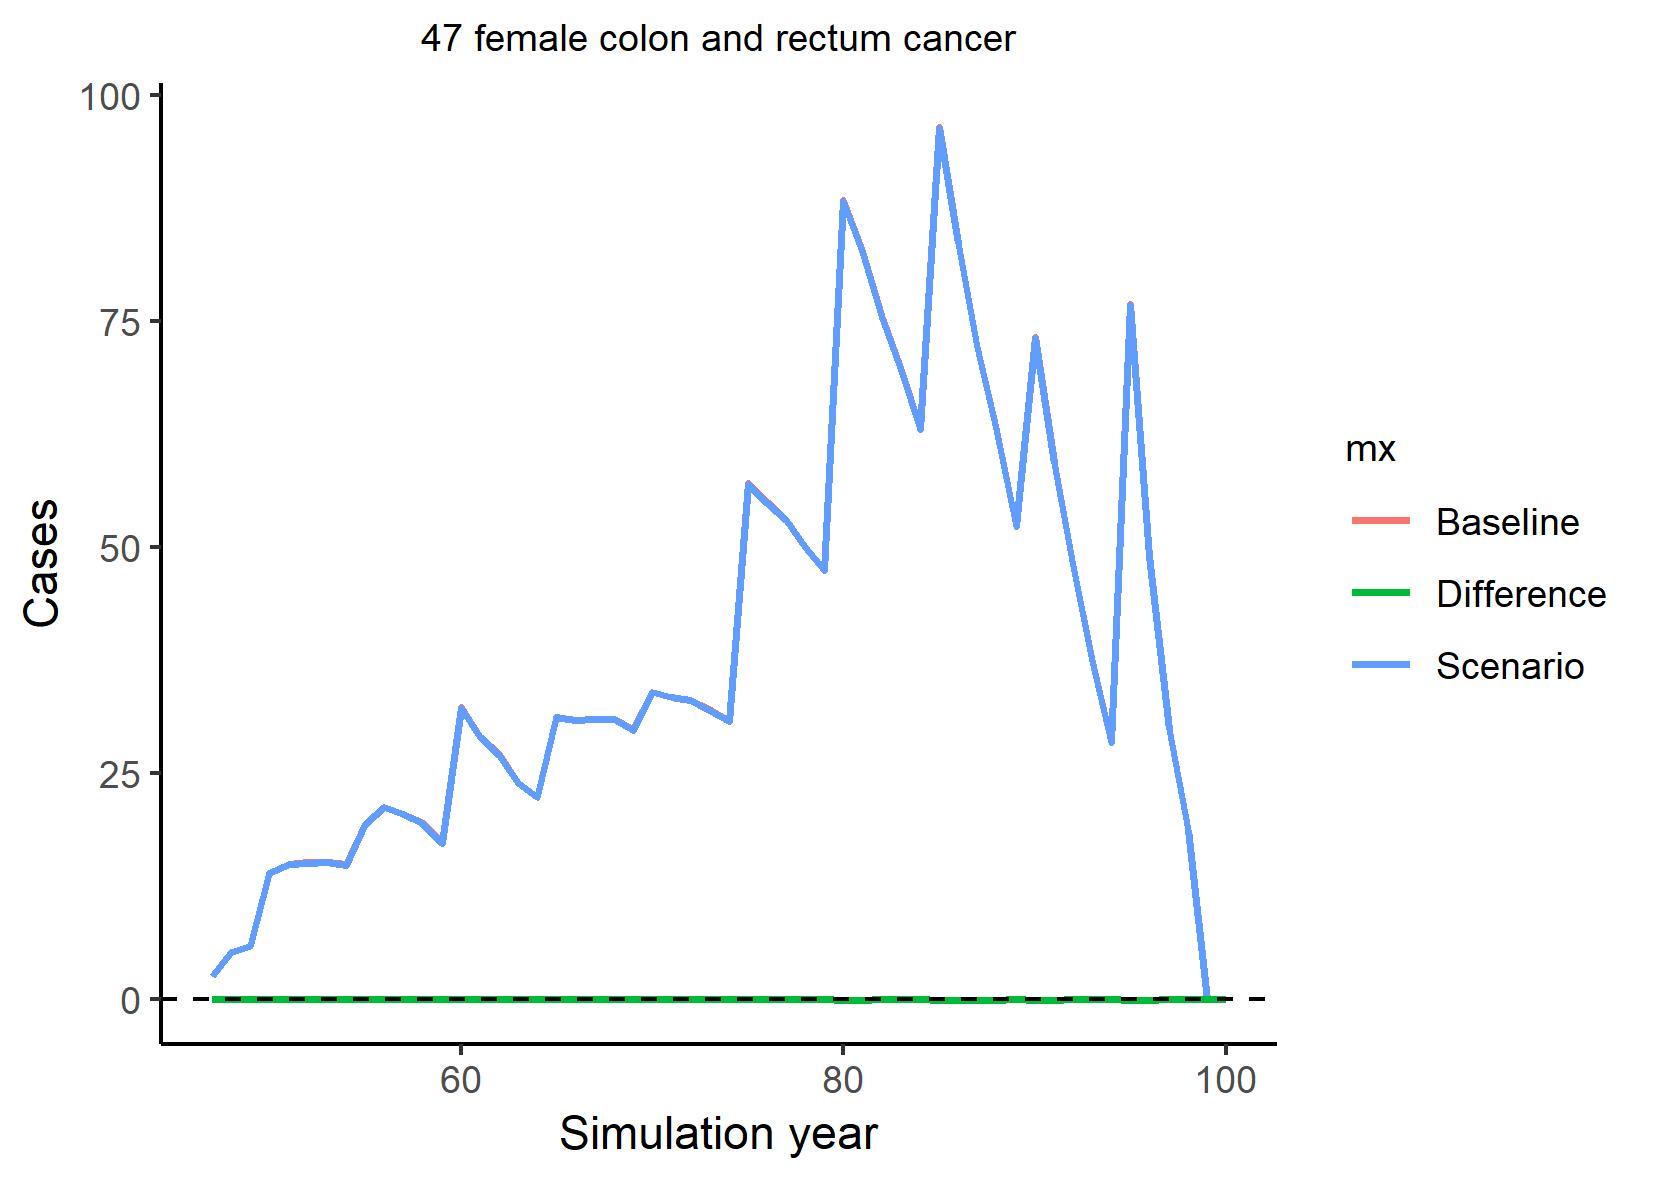 47 female colon and rectum cancer
100
75
50
25
0
Cases
60
80
100
Simulation year
mx
Baseline
Difference
Scenario